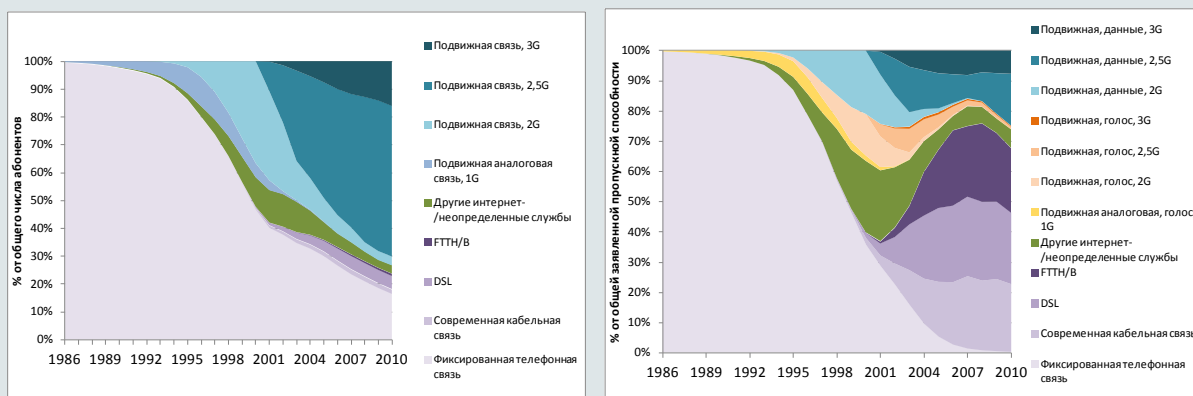 % от общего числа абонентов
100%
90%
80%
70%
60%
50%
40%
30%
20%
10%
0%
1986 1989 1992 1995 1998 2001 2004 2007 2010
Подвижная связь, 3G
Подвижная связь, 2,5G
Подвижная связь, 2G
Подвижная аналоговая
связь, 1G
Другие интернет-
/неопределенные службы
FTTH/B
DSL
Современная кабельная
связь
Фиксированная телефонная
связь
% от общей заявленной пропускной способности
100%
80%
60%
40%
20%
0%
1986 1989 1992 1995 1998 2001 2004 2007 2010
Подвижная, данные, 3G
Подвижная, данные, 2,5G
Подвижная, данные, 2G
Подвижная, голос, 3G
Подвижная, голос, 2,5G
Подвижная, голос, 2G
Подвижная аналоговая, голос
1G
Другие интернет-
/неопределенные службы
FTTH/B
DSL
Современная кабельная связь
Фиксированная телефонная
связь